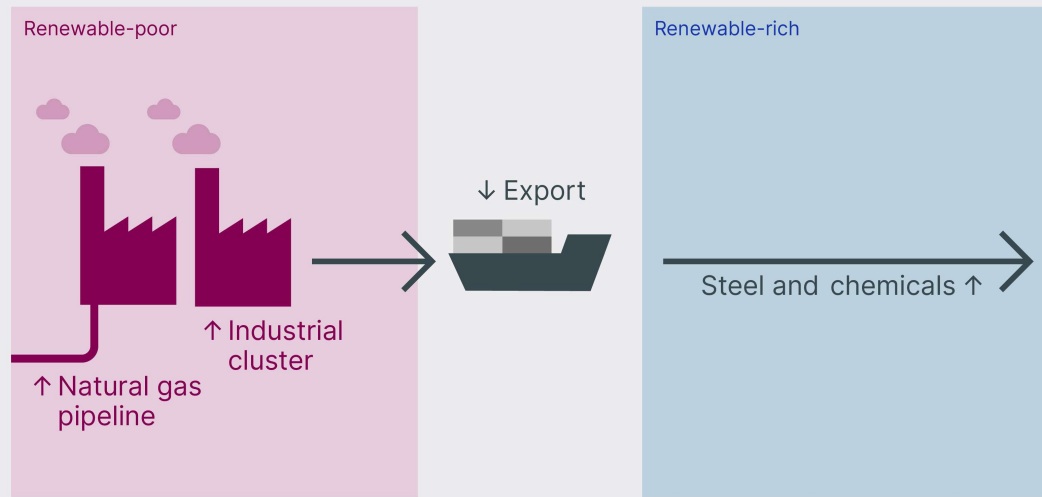 Renewable-poor
Renewable-rich
↓ Export
Steel and chemicals ↑
↑ Industrial
cluster
↑ Natural gas
pipeline